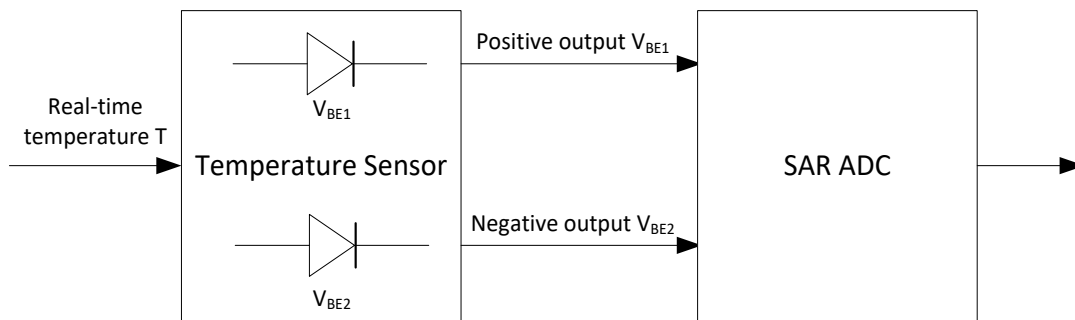 Real-time
temperature T
V_BE1
Temperature Sensor
V_BE2
Positive output V_BE1
Negative output V_BE2
SAR ADC